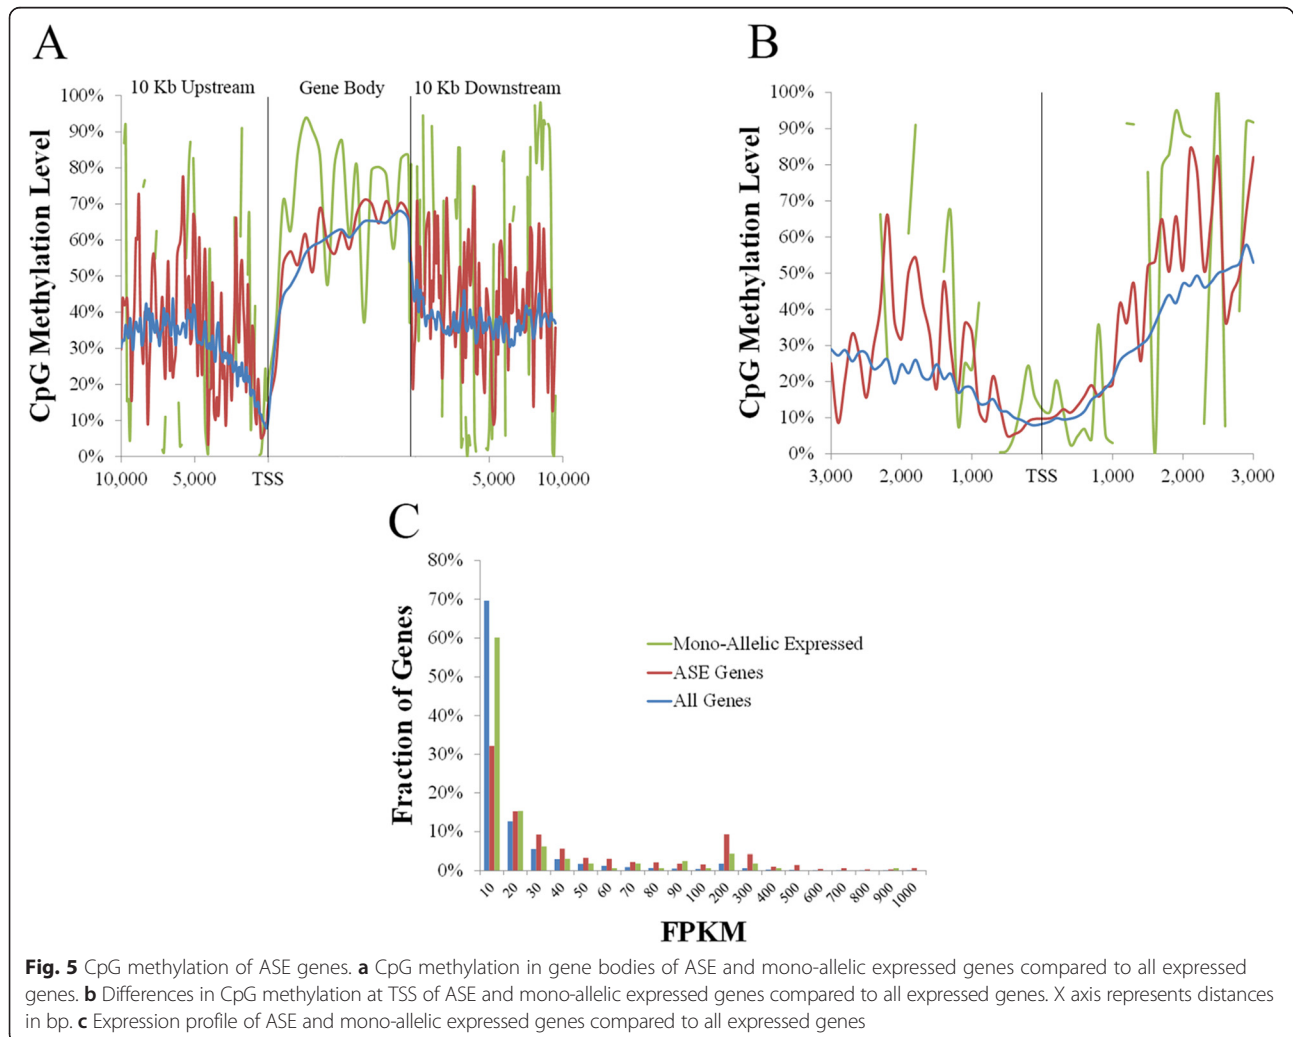 A
B
10 Kb Upstream Gene Body 10 Kb Downstream
CpG Methylation Level
100%
90%
80%
70%
60%
50%
40%
30%
20%
10%
0%
10,000 5,000 TSS 5,000 10,000
CpG Methylation Level
100%
90%
80%
70%
60%
50%
40%
30%
20%
10%
0%
3,000 2,000 1,000 TSS 1,000 2,000 3,000
C
Fraction of Genes
80%
70%
60%
50%
40%
30%
20%
10%
0%
Mono-Allelic Expressed
ASE Genes
All Genes
10 20 30 40 50 60 70 80 90 100 200 300 400 500 600 700 800 900 1000
FPKM
Fig. 5 CpG methylation of ASE genes. a CpG methylation in gene bodies of ASE and mono-allelic expressed genes compared to all expressed
genes. b Differences in CpG methylation at TSS of ASE and mono-allelic expressed genes compared to all expressed genes. X axis represents distances
in bp. c Expression profile of ASE and mono-allelic expressed genes compared to all expressed genes